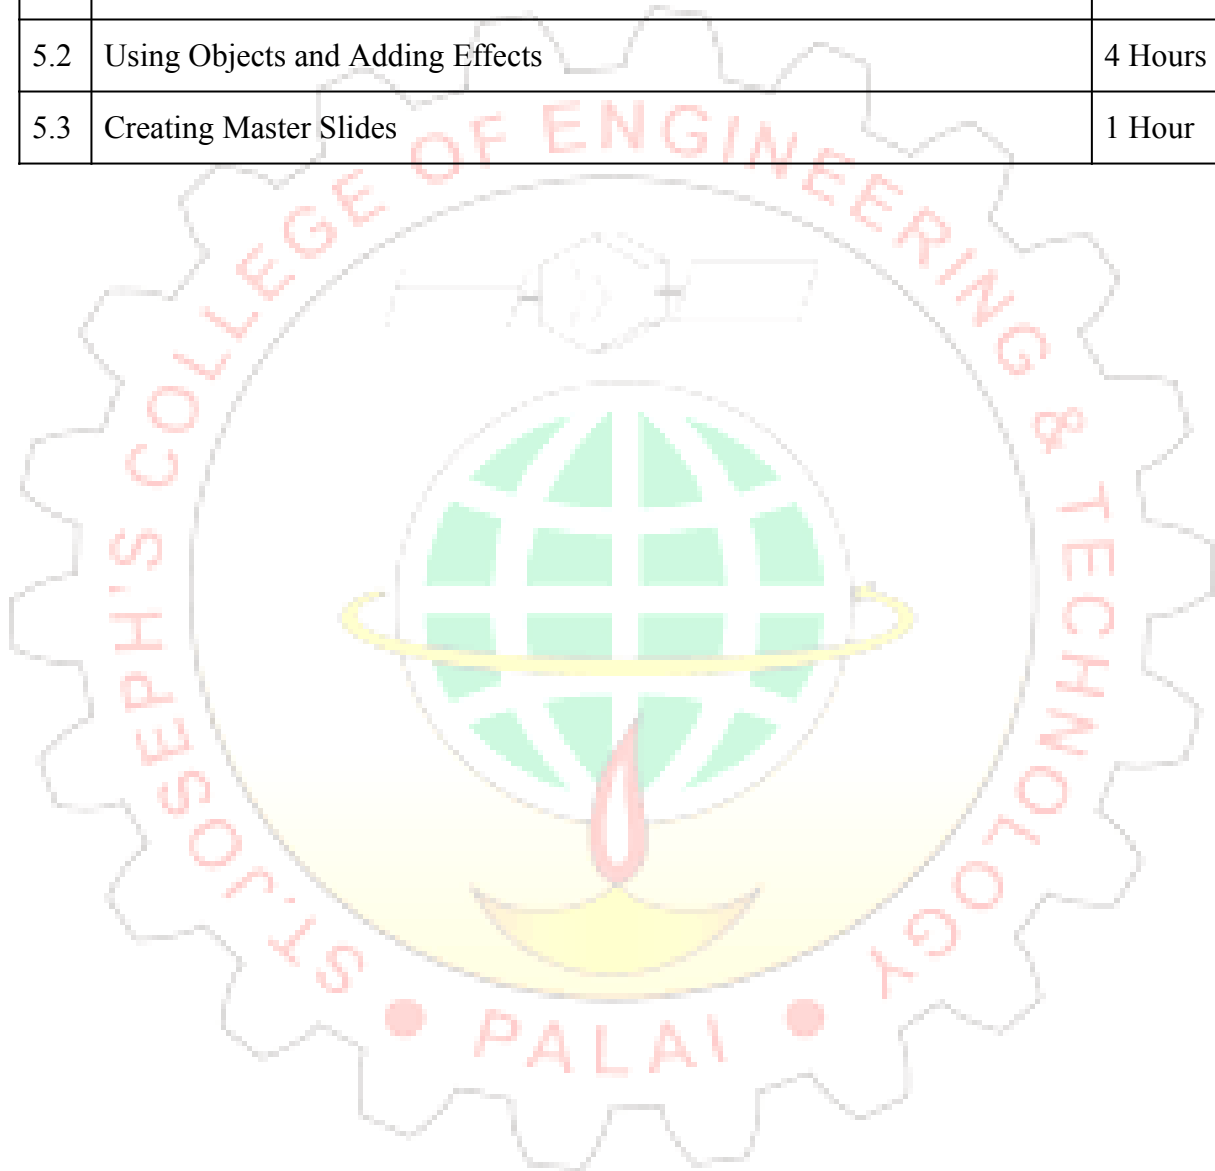 5.2 Using Objects and Adding Effects 4 Hours
5.3 Creating Master Slides 1 Hour
ST.JOSEPH'S COLLEGE OF ENGINEERING & TECHNOLOGY
PALAI